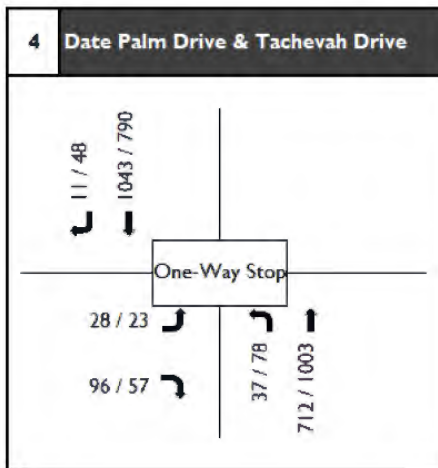 4 Date Palm Drive & Tachevah Drive
11 / 48
1043 / 790
One-Way Stop
28 / 23
96 / 57
37 / 78
712 / 1003